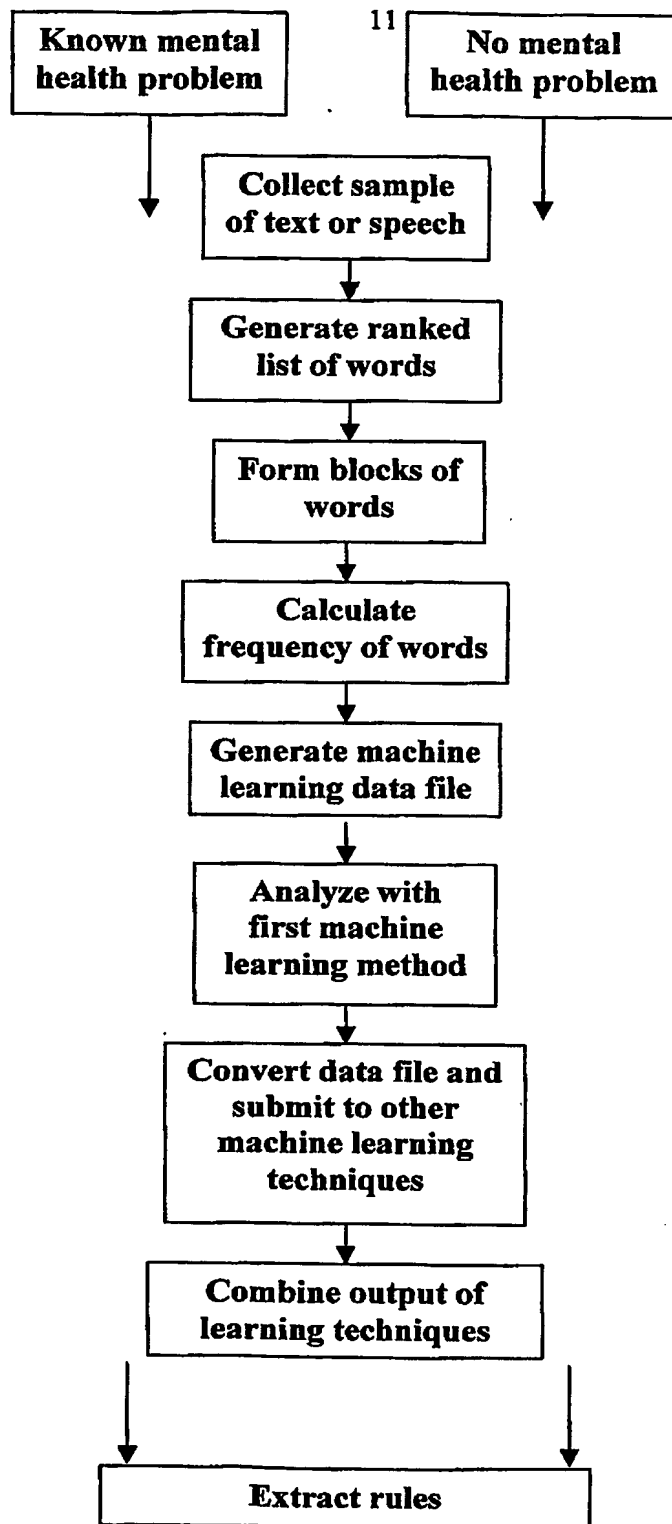 Known mental
health problem
11
No mental
health problem
Collect sample
of text or speech
Generate ranked
list of words
Form blocks of
words
Calculate
frequency of words
Generate machine
learning data file
Analyze with
first machine
learning method
Convert data file and
submit to other
machine learning
techniques
Combine output of
learning techniques
Extract rules